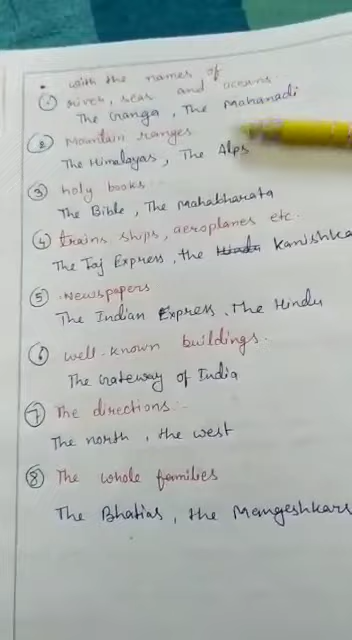 • with the names of
① river, seas and oceans.
The Ganga, The Mahanadi
② Mountain ranges
The Himalayas, The Alps
③ holy books
The Bible, The Mahabharata
④ trains, ships, aeroplanes etc.
The Taj Express, the Kanishka
⑤ Newspapers
The Indian Express, The Hindu
⑥ well-known buildings.
The Gateway of India
⑦ The directions:-
The north, the west
⑧ The whole families
The Bhatias, the Mangeshkars